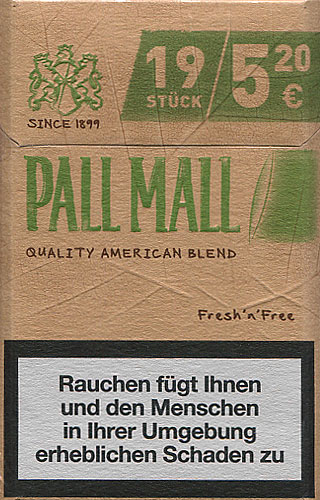 19 STÜCK / 5 20 €
SINCE 1899
PALL MALL
QUALITY AMERICAN BLEND
Fresh'n'Free
Rauchen fügt Ihnen
und den Menschen
in Ihrer Umgebung
erheblichen Schaden zu